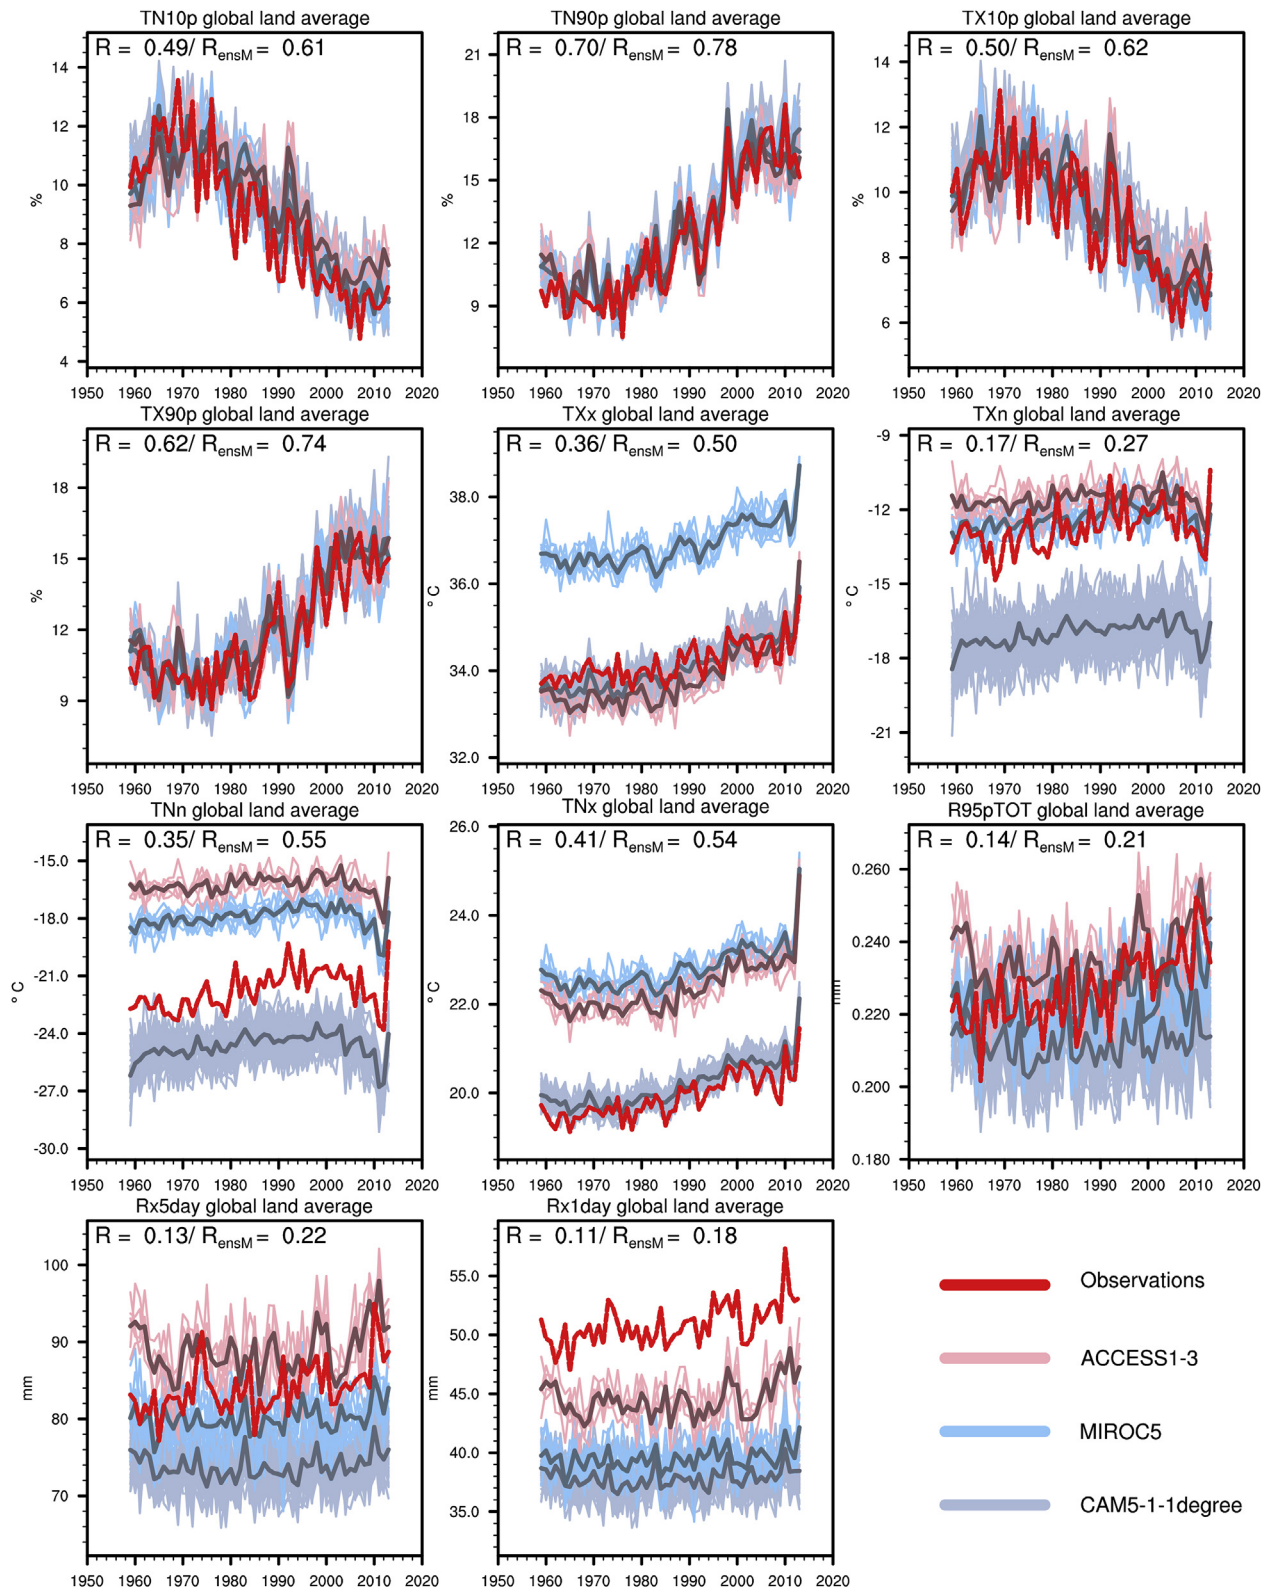 TN10p global land average
R = 0.49/ RensM = 0.61
14
12
10
8
6
4
%
1950 1960 1970 1980 1990 2000 2010 2020
TN90p global land average
R = 0.70/ RensM = 0.78
21
18
15
12
9
%
1950 1960 1970 1980 1990 2000 2010 2020
TX10p global land average
R = 0.50/ RensM = 0.62
14
12
10
8
6
%
1950 1960 1970 1980 1990 2000 2010 2020
TX90p global land average
R = 0.62/ RensM = 0.74
18
15
12
9
%
1950 1960 1970 1980 1990 2000 2010 2020
TXx global land average
R = 0.36/ RensM = 0.50
38.0
36.0
34.0
32.0
° C
1950 1960 1970 1980 1990 2000 2010 2020
TXn global land average
R = 0.17/ RensM = 0.27
-9
-12
-15
-18
-21
° C
1950 1960 1970 1980 1990 2000 2010 2020
TNn global land average
R = 0.35/ RensM = 0.55
-15.0
-18.0
-21.0
-24.0
-27.0
-30.0
° C
1950 1960 1970 1980 1990 2000 2010 2020
TNx global land average
R = 0.41/ RensM = 0.54
26.0
24.0
22.0
20.0
° C
1950 1960 1970 1980 1990 2000 2010 2020
R95pTOT global land average
R = 0.14/ RensM = 0.21
0.260
0.240
0.220
0.200
0.180
mm
1950 1960 1970 1980 1990 2000 2010 2020
Rx5day global land average
R = 0.13/ RensM = 0.22
100
90
80
70
mm
1950 1960 1970 1980 1990 2000 2010 2020
Rx1day global land average
R = 0.11/ RensM = 0.18
55.0
50.0
45.0
40.0
35.0
mm
1950 1960 1970 1980 1990 2000 2010 2020
Observations
ACCESS1-3
MIROC5
CAM5-1-1degree